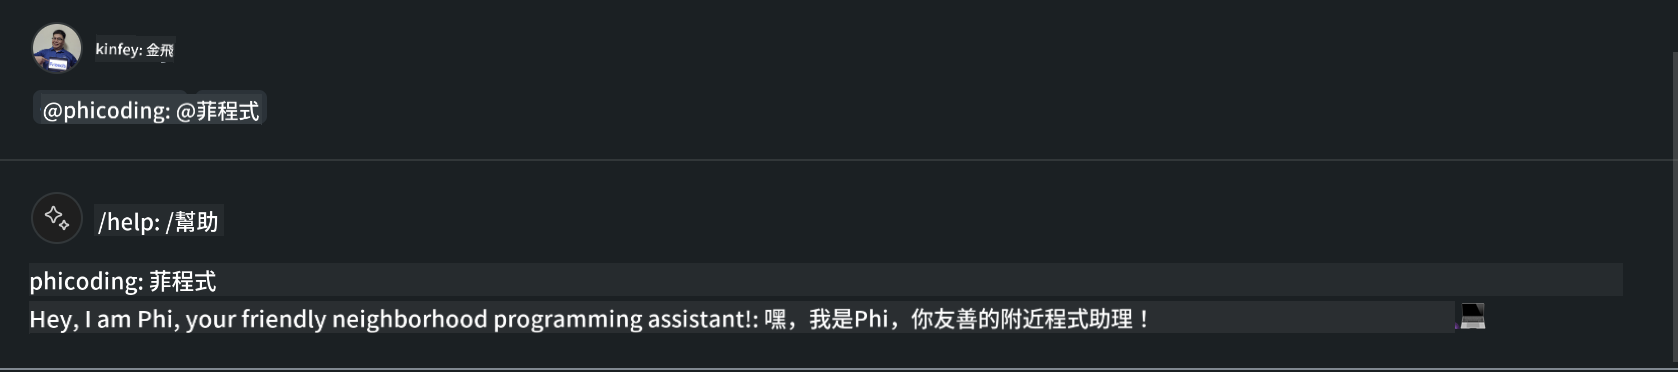 kinfey: 金飛
@phicoding: @菲程式
/help: /幫助
phicoding: 菲程式
Hey, I am Phi, your friendly neighborhood programming assistant!: 嘿，我是Phi，你友善的附近程式助理！